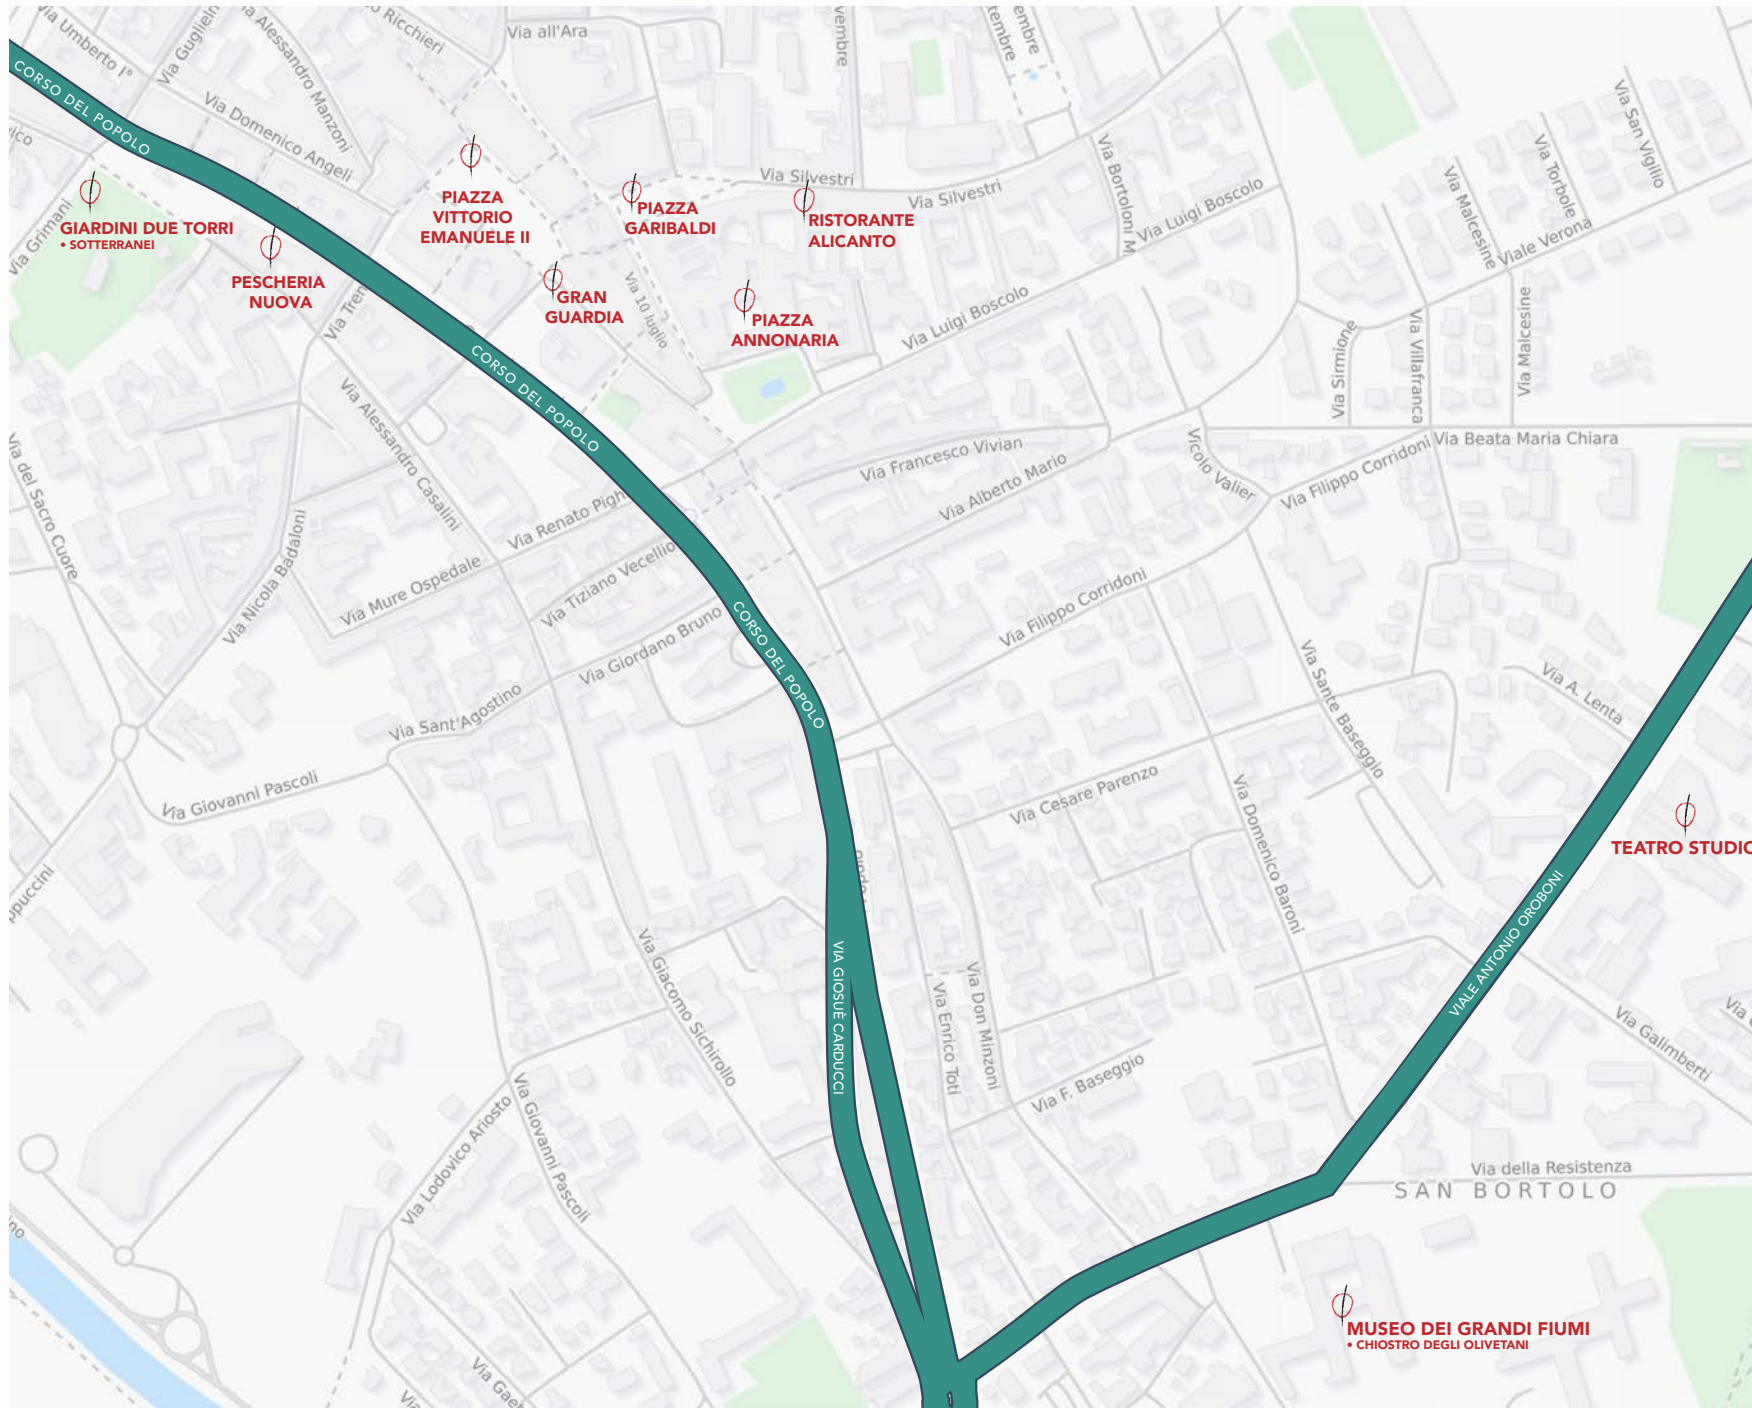 Via Umberto I°
Via Alessandro Manzoni
Ricchieri
Via all'Ara
vembre
tembre
embre
CORSO DEL POPOLO
Via Domenico Angeli
Via Grimani
GIARDINI DUE TORRI
• SOTTERRANEI
PESCHERIA
NUOVA
PIAZZA
VITTORIO
EMANUELE II
PIAZZA
GARIBALDI
GRAN
GUARDIA
Via 10 luglio
Via Silvestri
RISTORANTE
ALICANTO
Via Silvestri
PIAZZA
ANNONARIA
Via Bortoloni M
Via Luigi Boscolo
Via Luigi Boscolo
Via San Vigilio
Via Torbole
Via Malcesine
Viale Verona
Via Malcesine
Via Sirmione
Via Villafranca
Via Beata Maria Chiara
CORSO DEL POPOLO
Via Alessandro Casalini
Via del Sacro Cuore
Via Nicola Badaloni
Via Mure Ospedale
Via Renato Pigh
Via Tiziano Vecellio
Via Giordano Bruno
Via Sant'Agostino
Via Giovanni Pascoli
Via Francesco Vivian
Via Alberto Mario
Vicolo Valier
Via Filippo Corridoni
Via Filippo Corridoni
CORSO DEL POPOLO
Via Sante Baseggio
Via A. Lenta
Via Cesare Parenzo
Via Domenico Baroni
TEATRO STUDIO
VIALE ANTONIO OROBONI
ppuccini
Via Giacomo Sichirollo
VIA GIOSUÈ CARDUCCI
Via Enrico Toti
Via Don Minzoni
Via F. Baseggio
Via Galimberti
Via Lodovico Ariosto
Via Giovanni Pascoli
Via della Resistenza
SAN BORTOLO
MUSEO DEI GRANDI FIUMI
• CHIOSTRO DEGLI OLIVETANI
Via Gae
Via